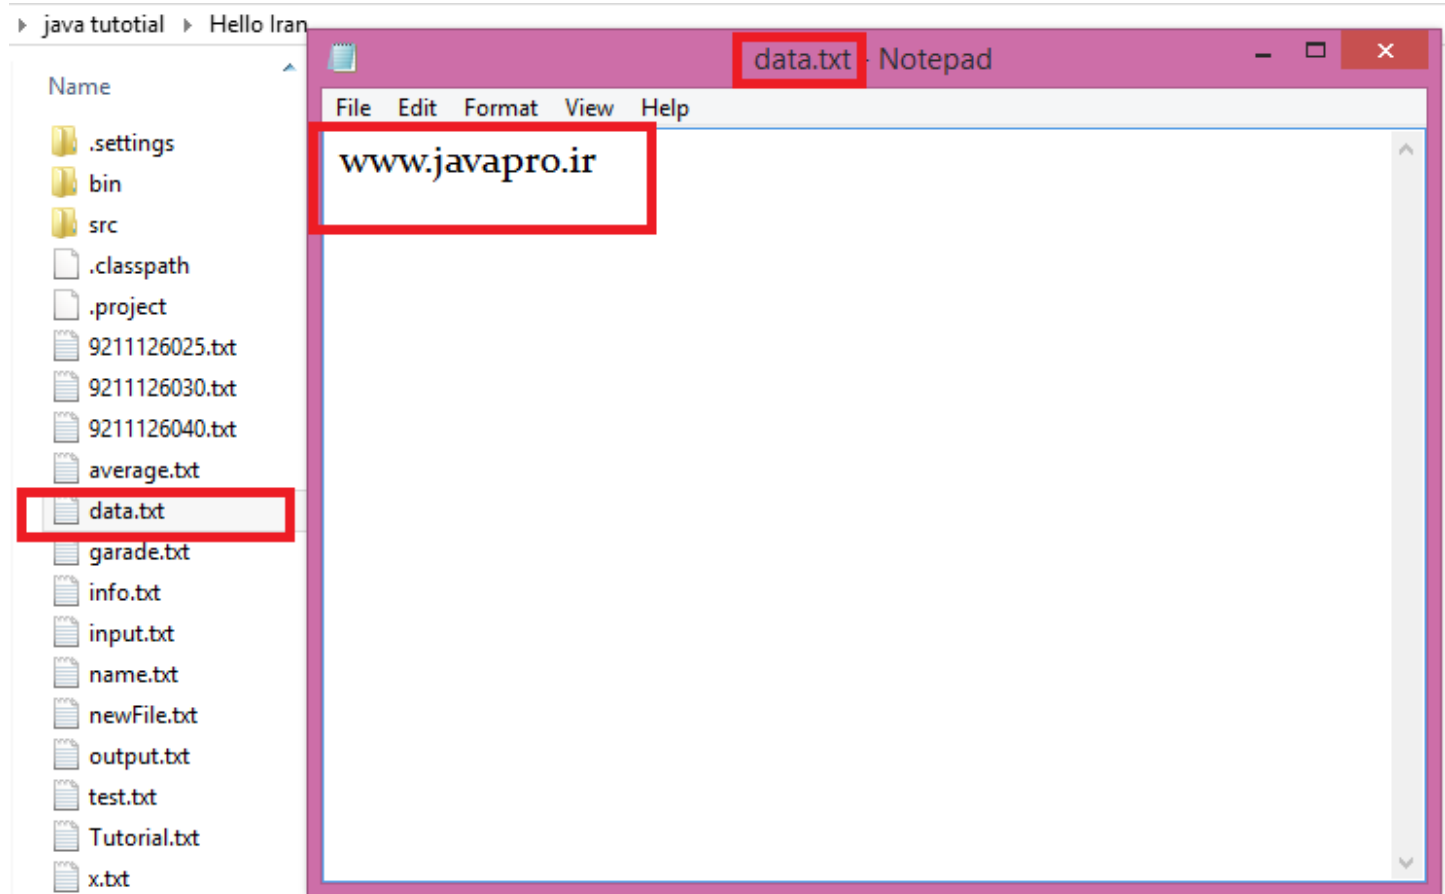 java tutotial Hello Iran
Name
.settings
bin
src
.classpath
.project
9211126025.txt
9211126030.txt
9211126040.txt
average.txt
data.txt
garade.txt
info.txt
input.txt
name.txt
newFile.txt
output.txt
test.txt
Tutorial.txt
x.txt
data.txt - Notepad
File Edit Format View Help
www.javapro.ir